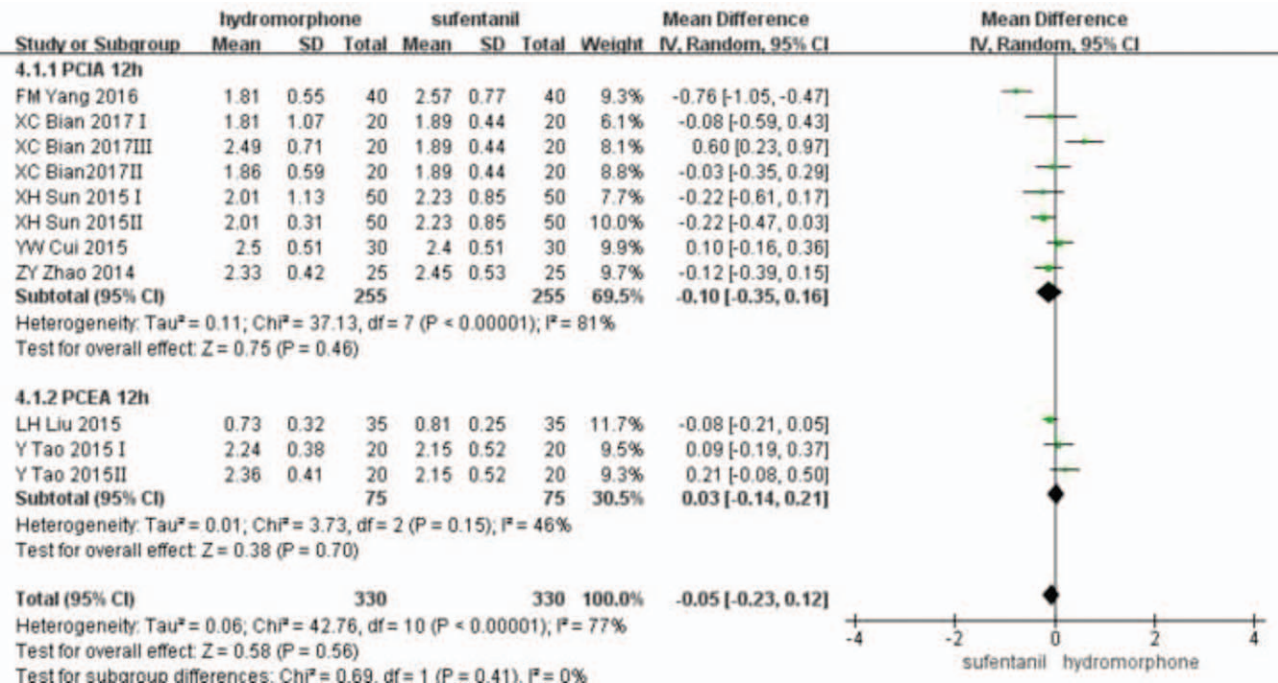 hydromorphone sufentanil Mean Difference Mean Difference
Study or Subgroup Mean SD Total Mean SD Total Weight IV, Random, 95% CI IV, Random, 95% CI
4.1.1 PCIA 12h
FM Yang 2016 1.81 0.55 40 2.57 0.77 40 9.3% -0.76 [-1.05, -0.47]
XC Bian 2017 I 1.81 1.07 20 1.89 0.44 20 6.1% -0.08 [-0.59, 0.43]
XC Bian 2017III 2.49 0.71 20 1.89 0.44 20 8.1% 0.60 [0.23, 0.97]
XC Bian2017II 1.86 0.59 20 1.89 0.44 20 8.8% -0.03 [-0.35, 0.29]
XH Sun 2015 I 2.01 1.13 50 2.23 0.85 50 7.7% -0.22 [-0.61, 0.17]
XH Sun 2015II 2.01 0.31 50 2.23 0.85 50 10.0% -0.22 [-0.47, 0.03]
YW Cui 2015 2.5 0.51 30 2.4 0.51 30 9.9% 0.10 [-0.16, 0.36]
ZY Zhao 2014 2.33 0.42 25 2.45 0.53 25 9.7% -0.12 [-0.39, 0.15]
Subtotal (95% CI) 255 255 69.5% -0.10 [-0.35, 0.16]
Heterogeneity: Tau² = 0.11; Chi² = 37.13, df = 7 (P < 0.00001); I² = 81%
Test for overall effect: Z = 0.75 (P = 0.46)
4.1.2 PCEA 12h
LH Liu 2015 0.73 0.32 35 0.81 0.25 35 11.7% -0.08 [-0.21, 0.05]
Y Tao 2015 I 2.24 0.38 20 2.15 0.52 20 9.5% 0.09 [-0.19, 0.37]
Y Tao 2015II 2.36 0.41 20 2.15 0.52 20 9.3% 0.21 [-0.08, 0.50]
Subtotal (95% CI) 75 75 30.5% 0.03 [-0.14, 0.21]
Heterogeneity: Tau² = 0.01; Chi² = 3.73, df = 2 (P = 0.15); I² = 46%
Test for overall effect: Z = 0.38 (P = 0.70)
Total (95% CI) 330 330 100.0% -0.05 [-0.23, 0.12]
Heterogeneity: Tau² = 0.06; Chi² = 42.76, df = 10 (P < 0.00001); I² = 77%
Test for overall effect: Z = 0.58 (P = 0.56)
Test for subgroup differences: Chi² = 0.69, df = 1 (P = 0.41), I² = 0%
-4 -2 0 2 4
sufentanil hydromorphone